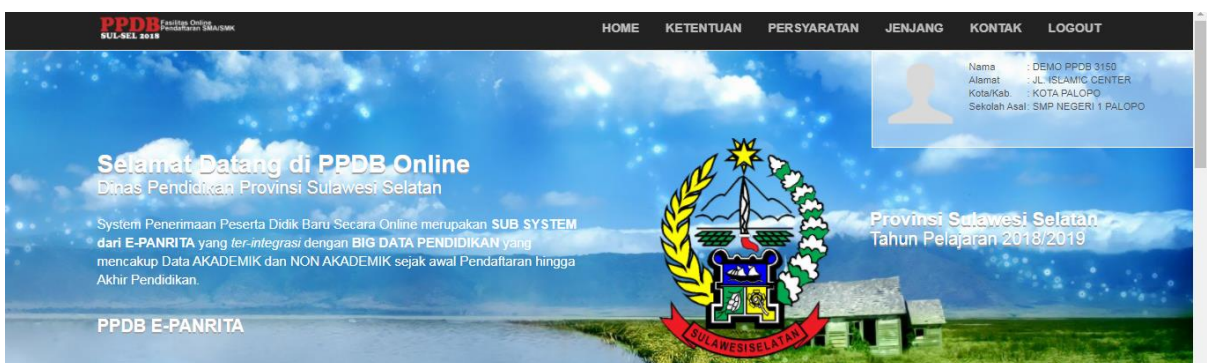 PPDB Fasilitas Online
Pendaftaran SMA/SMK
SUL-SEL 2018
HOME KETENTUAN PERSYARATAN JENJANG KONTAK LOGOUT
Nama : DEMO PPDB 3150
Alamat : JL. ISLAMIC CENTER
Kota/Kab. : KOTA PALOPO
Sekolah Asal : SMP NEGERI 1 PALOPO
Selamat Datang di PPDB Online
Dinas Pendidikan Provinsi Sulawesi Selatan
System Penerimaan Peserta Didik Baru Secara Online merupakan SUB SYSTEM
dari E-PANRITA yang ter-integrasi dengan BIG DATA PENDIDIKAN yang
mencakup Data AKADEMIK dan NON AKADEMIK sejak awal Pendaftaran hingga
Akhir Pendidikan.
PPDB E-PANRITA
SULAWESI SELATAN
Provinsi Sulawesi Selatan
Tahun Pelajaran 2018/2019